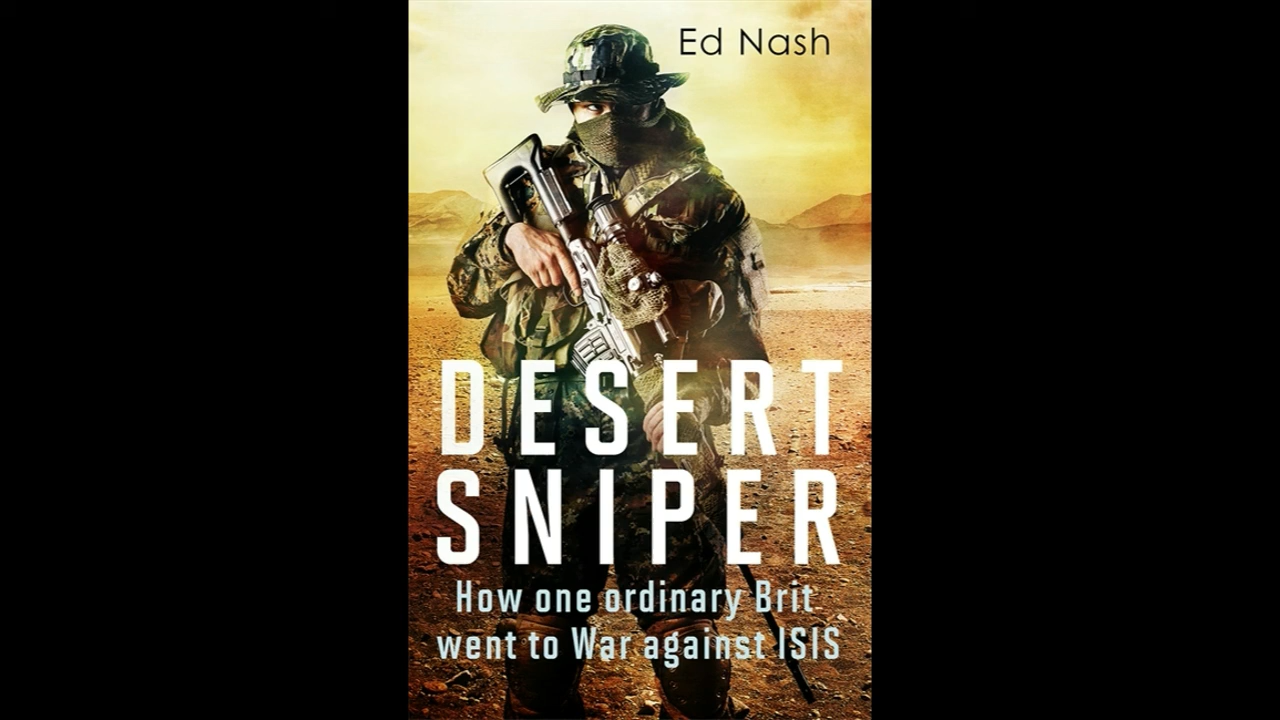 Ed Nash
DESERT
SNIPER
How one ordinary Brit
went to War against ISIS